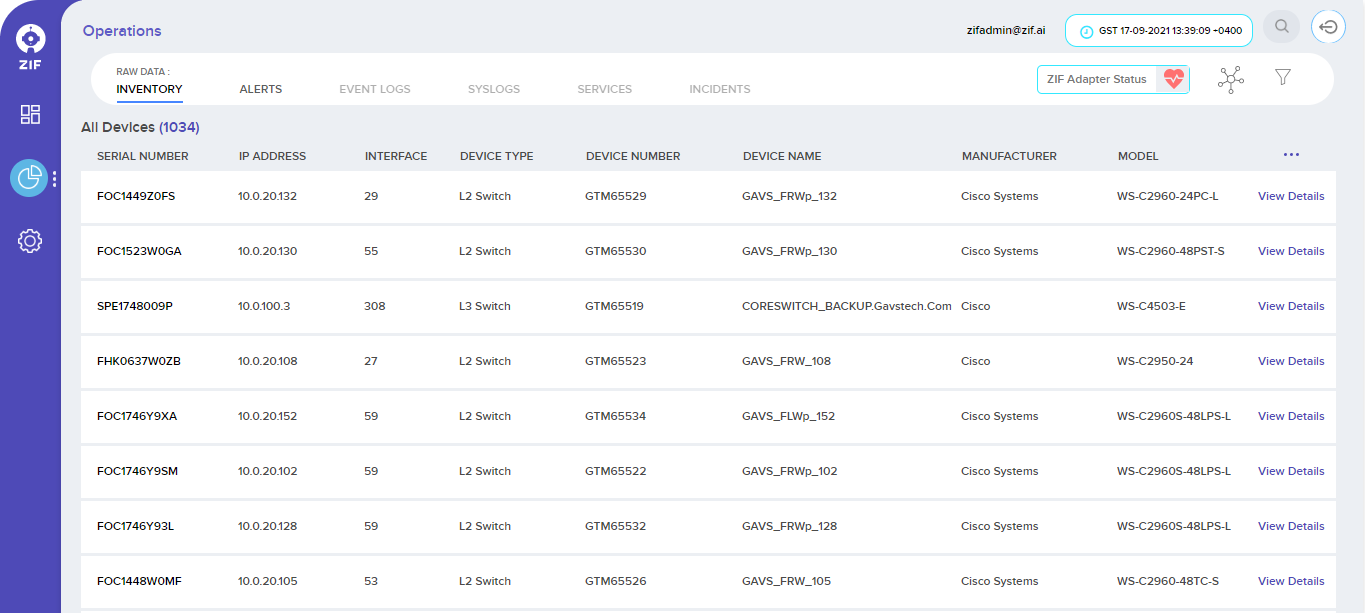 ZIF
Operations
zifadmin@zif.ai
GST 17-09-2021 13:39:09 +0400
RAW DATA :
INVENTORY ALERTS EVENT LOGS SYSLOGS SERVICES INCIDENTS
ZIF Adapter Status
All Devices (1034)
SERIAL NUMBER IP ADDRESS INTERFACE DEVICE TYPE DEVICE NUMBER DEVICE NAME MANUFACTURER MODEL
FOC1449Z0FS 10.0.20.132 29 L2 Switch GTM65529 GAVS_FRWp_132 Cisco Systems WS-C2960-24PC-L View Details
FOC1523W0GA 10.0.20.130 55 L2 Switch GTM65530 GAVS_FRWp_130 Cisco Systems WS-C2960-48PST-S View Details
SPE1748009P 10.0.100.3 308 L3 Switch GTM65519 CORESWITCH_BACKUP.Gavstech.Com Cisco WS-C4503-E View Details
FHK0637W0ZB 10.0.20.108 27 L2 Switch GTM65523 GAVS_FRW_108 Cisco WS-C2950-24 View Details
FOC1746Y9XA 10.0.20.152 59 L2 Switch GTM65534 GAVS_FLWp_152 Cisco Systems WS-C2960S-48LPS-L View Details
FOC1746Y9SM 10.0.20.102 59 L2 Switch GTM65522 GAVS_FRWp_102 Cisco Systems WS-C2960S-48LPS-L View Details
FOC1746Y93L 10.0.20.128 59 L2 Switch GTM65532 GAVS_FRWp_128 Cisco Systems WS-C2960S-48LPS-L View Details
FOC1448W0MF 10.0.20.105 53 L2 Switch GTM65526 GAVS_FRW_105 Cisco Systems WS-C2960-48TC-S View Details